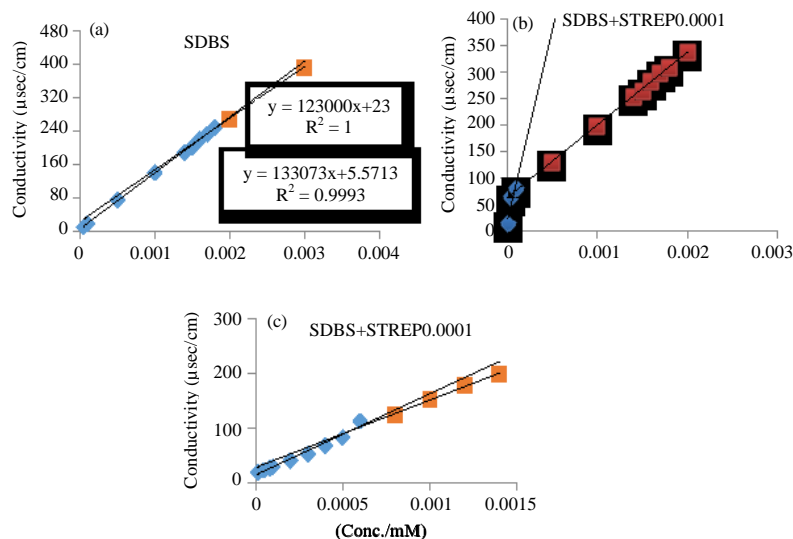 (a)
SDBS
Conductivity (µsec/cm)
480
400
320
240
160
80
0
y = 123000x+23
R² = 1
y = 133073x+5.5713
R² = 0.9993
0 0.001 0.002 0.003 0.004
(b)
SDBS+STREP0.0001
Conductivity (µsec/cm)
400
350
300
250
200
150
100
50
0
0 0.001 0.002 0.003
(c)
SDBS+STREP0.0001
Conductivity (µsec/cm)
300
200
100
0
0 0.0005 0.001 0.0015
(Conc./mM)